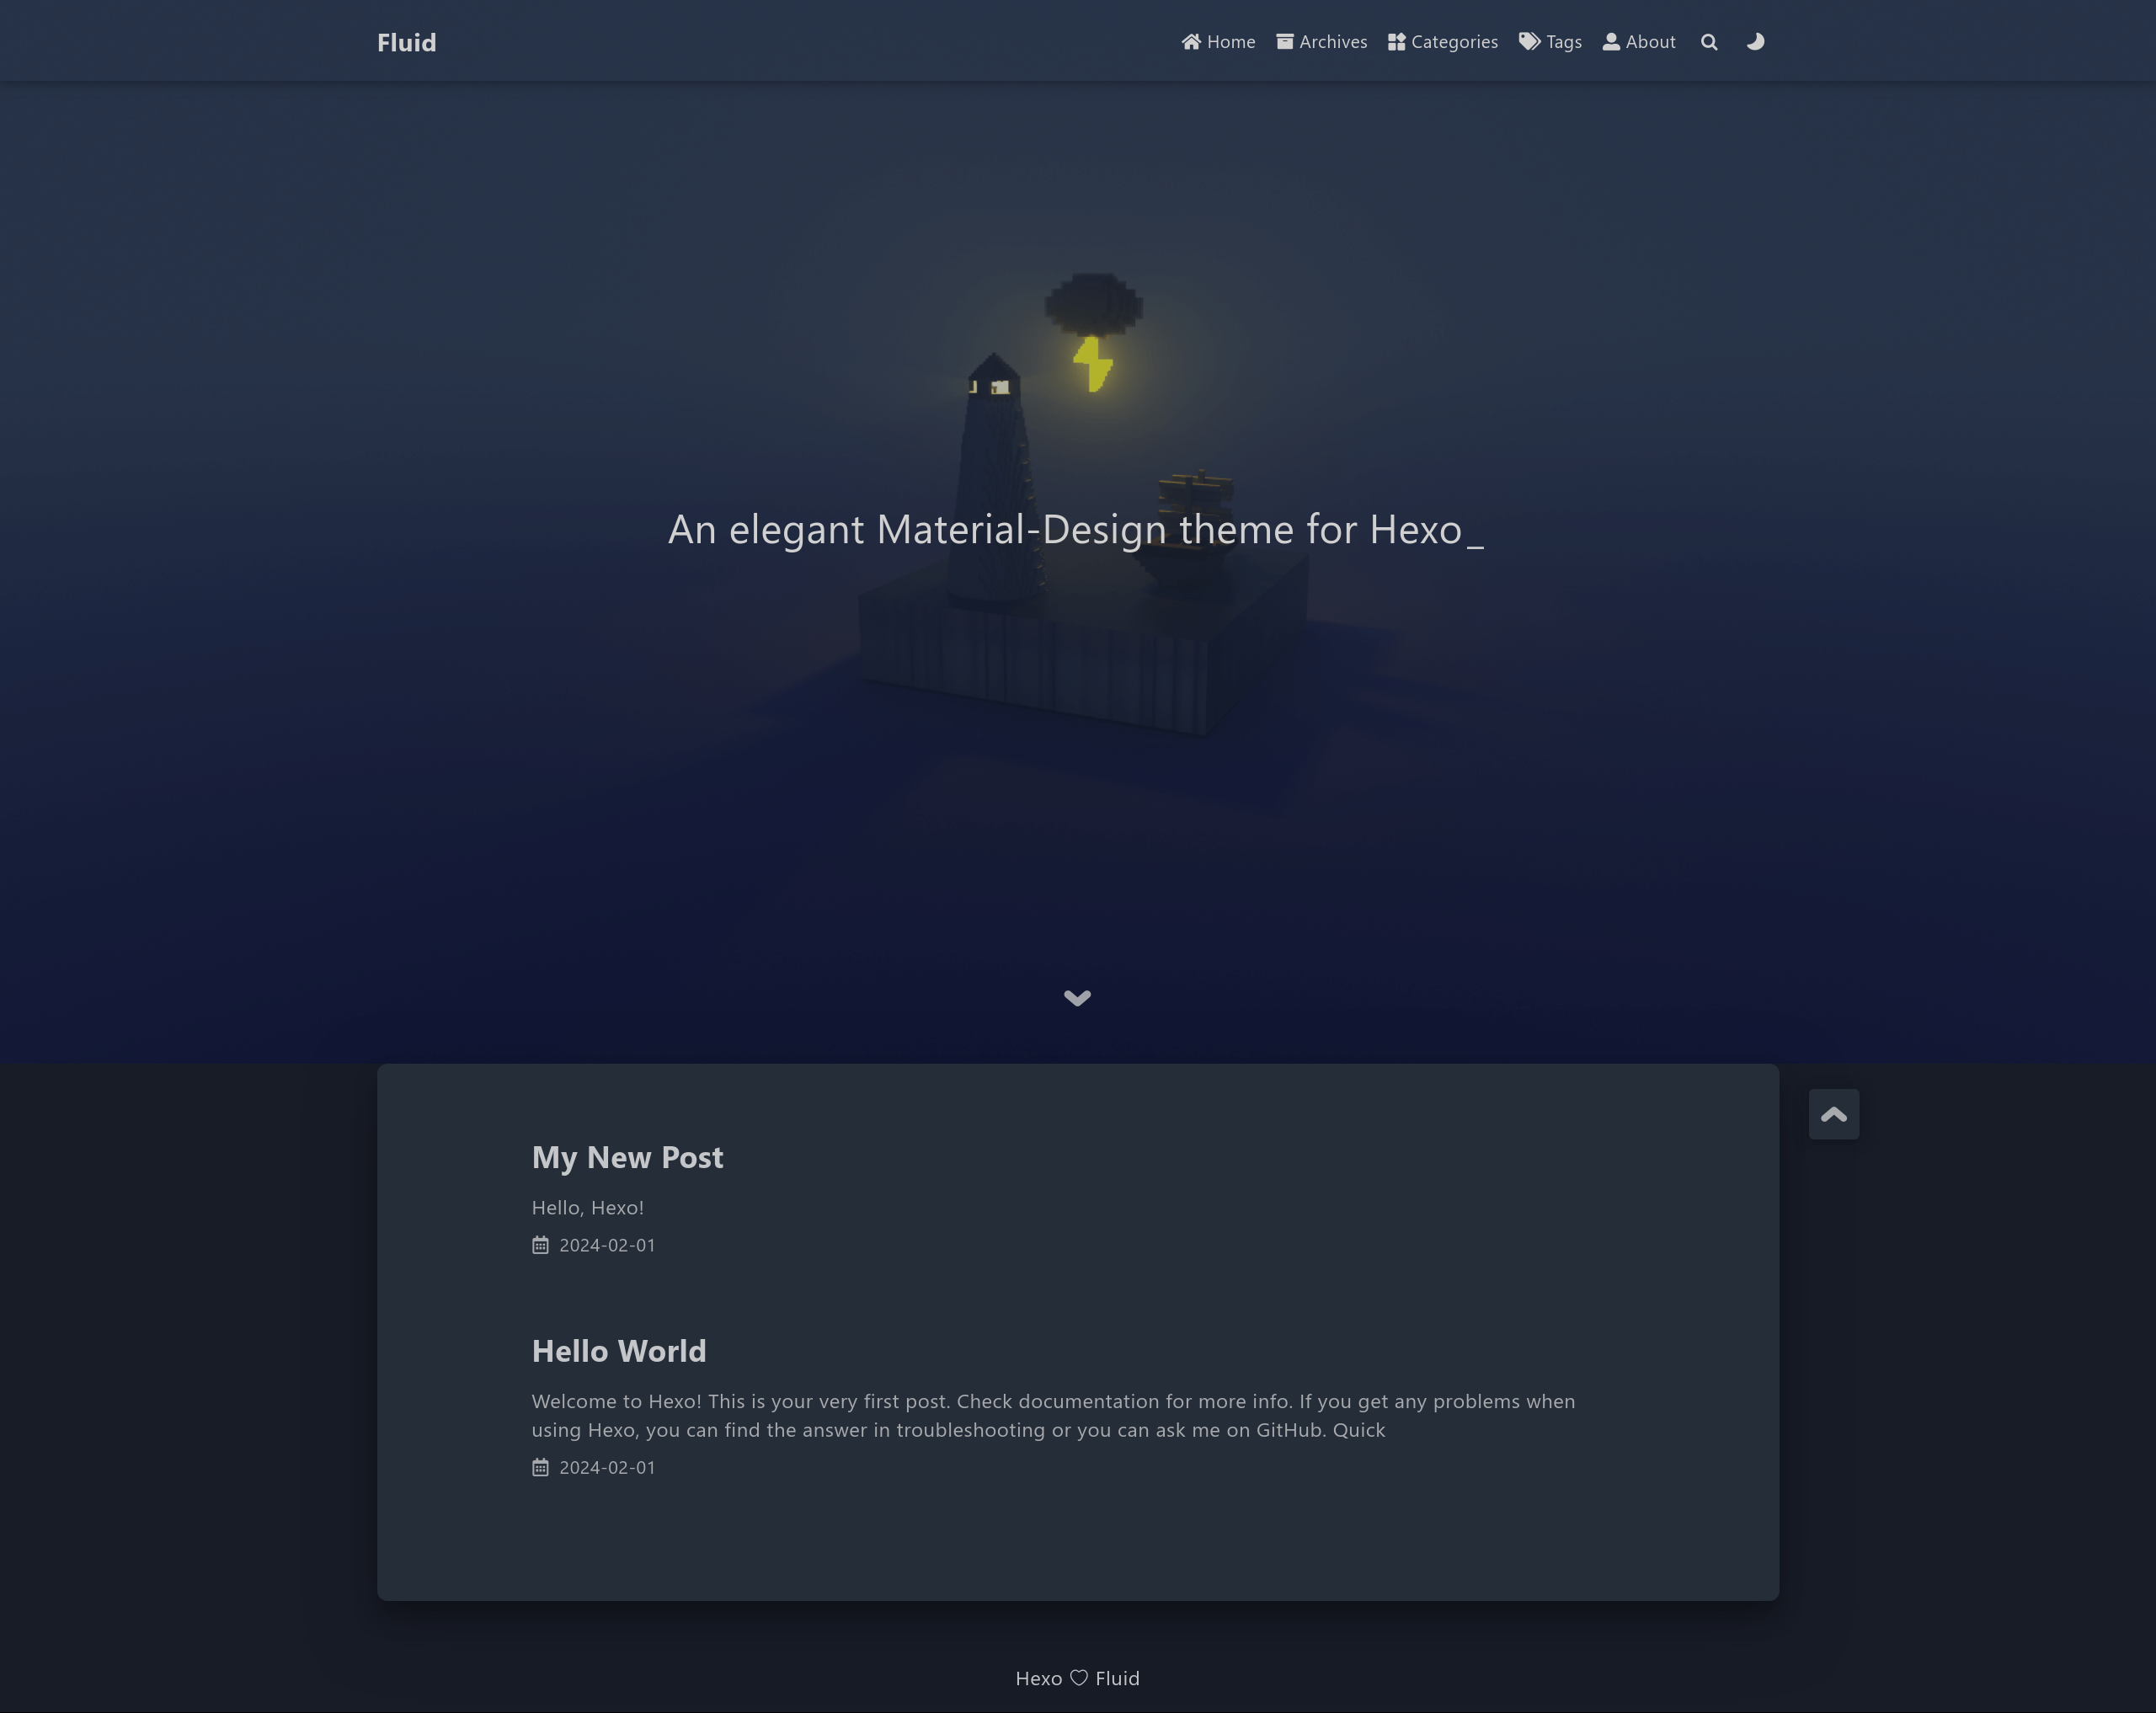 Fluid
Home Archives Categories Tags About
An elegant Material-Design theme for Hexo_
My New Post
Hello, Hexo!
2024-02-01
Hello World
Welcome to Hexo! This is your very first post. Check documentation for more info. If you get any problems when
using Hexo, you can find the answer in troubleshooting or you can ask me on GitHub. Quick
2024-02-01
Hexo ♡ Fluid